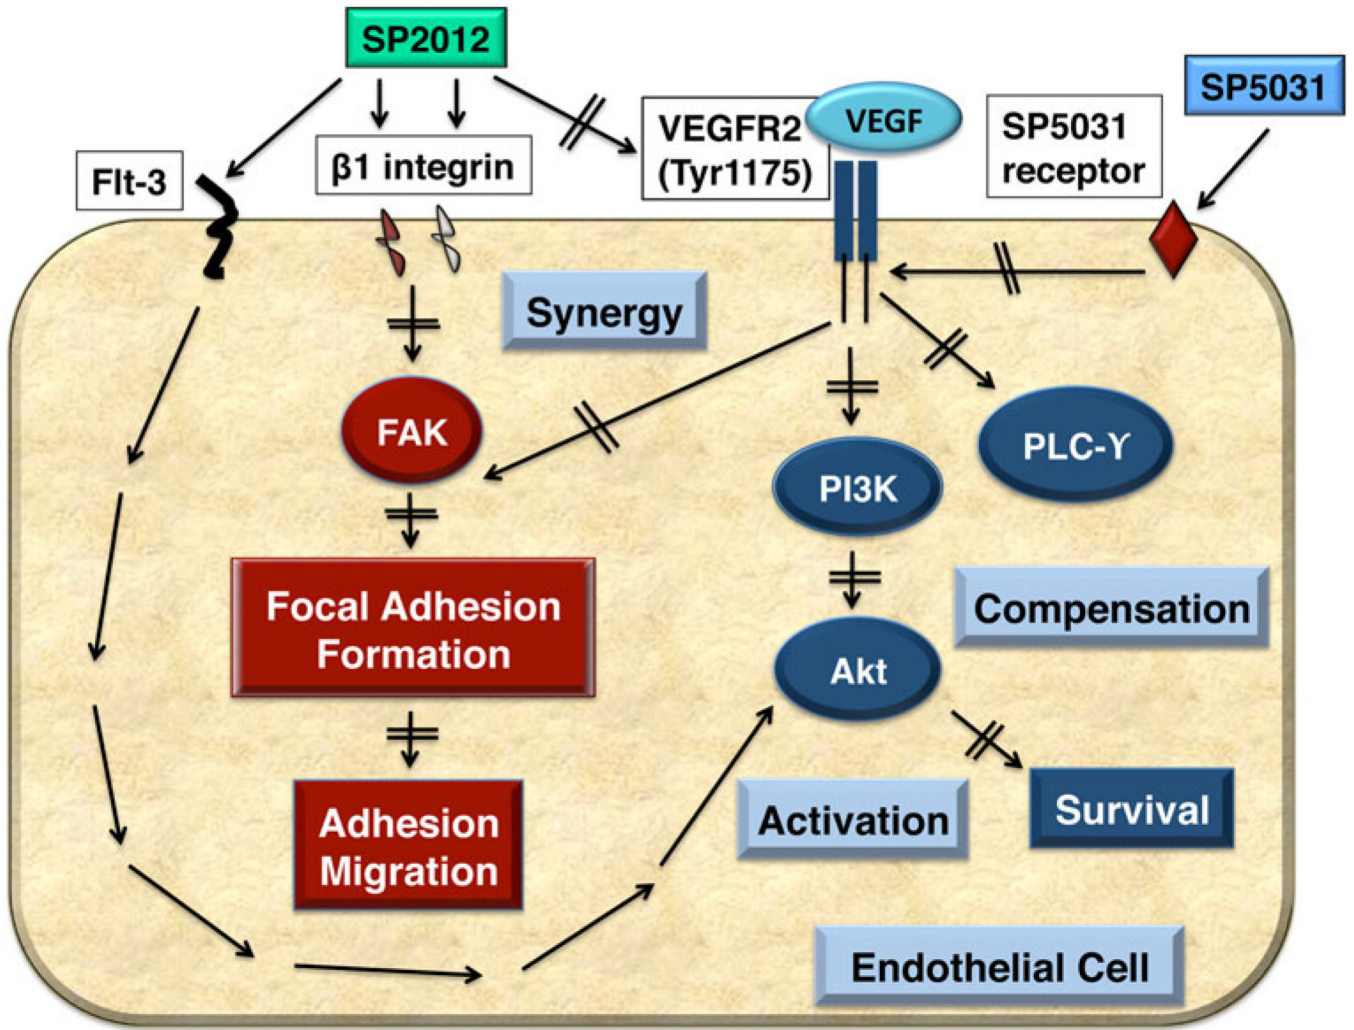 SP2012
SP5031
VEGF
VEGFR2
(Tyr1175)
SP5031
receptor
β1 integrin
Flt-3
Synergy
FAK
PLC-ϒ
PI3K
Focal Adhesion
Formation
Compensation
Akt
Adhesion
Migration
Activation
Survival
Endothelial Cell